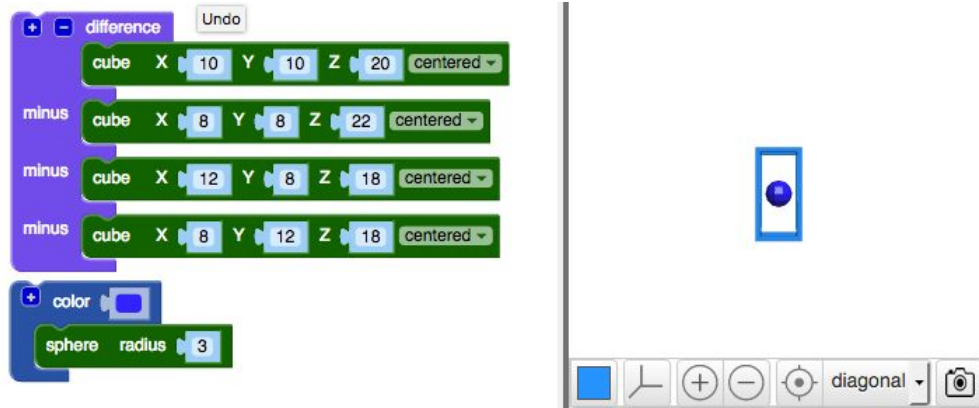 Undo
+ - difference
cube X 10 Y 10 Z 20 centered
minus cube X 8 Y 8 Z 22 centered
minus cube X 12 Y 8 Z 18 centered
minus cube X 8 Y 12 Z 18 centered
+ color
sphere radius 3
diagonal